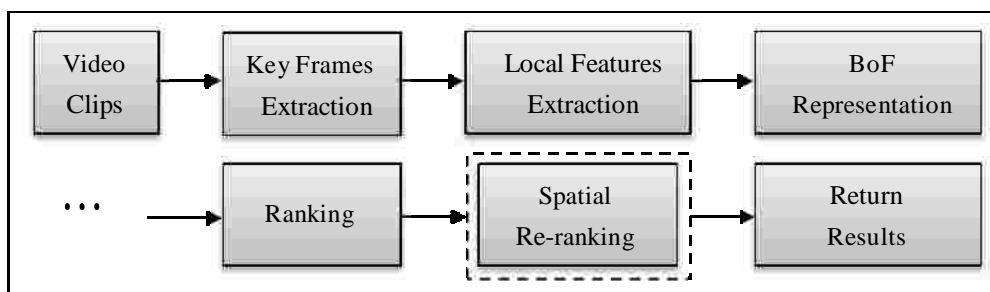 Video
Clips
Key Frames
Extraction
Local Features
Extraction
BoF
Representation
...
Ranking
Spatial
Re-ranking
Return
Results